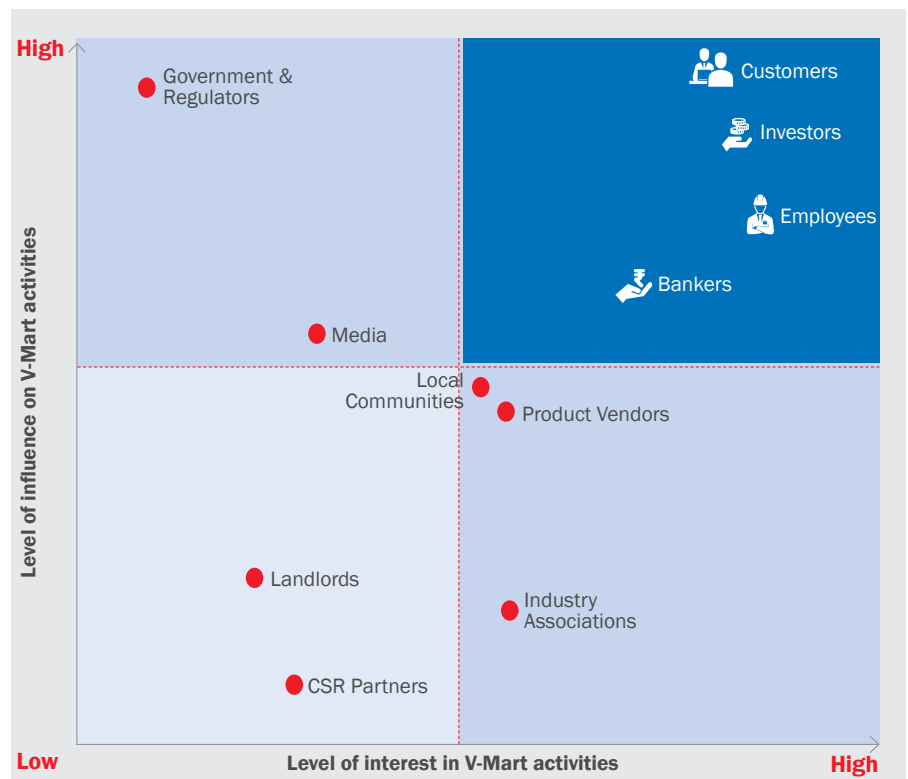 High
Government &
Regulators
Customers
Investors
Employees
Bankers
Media
Local
Communities
Product Vendors
Landlords
Industry
Associations
CSR Partners
Level of influence on V-Mart activities
Low
Level of interest in V-Mart activities
High
₹